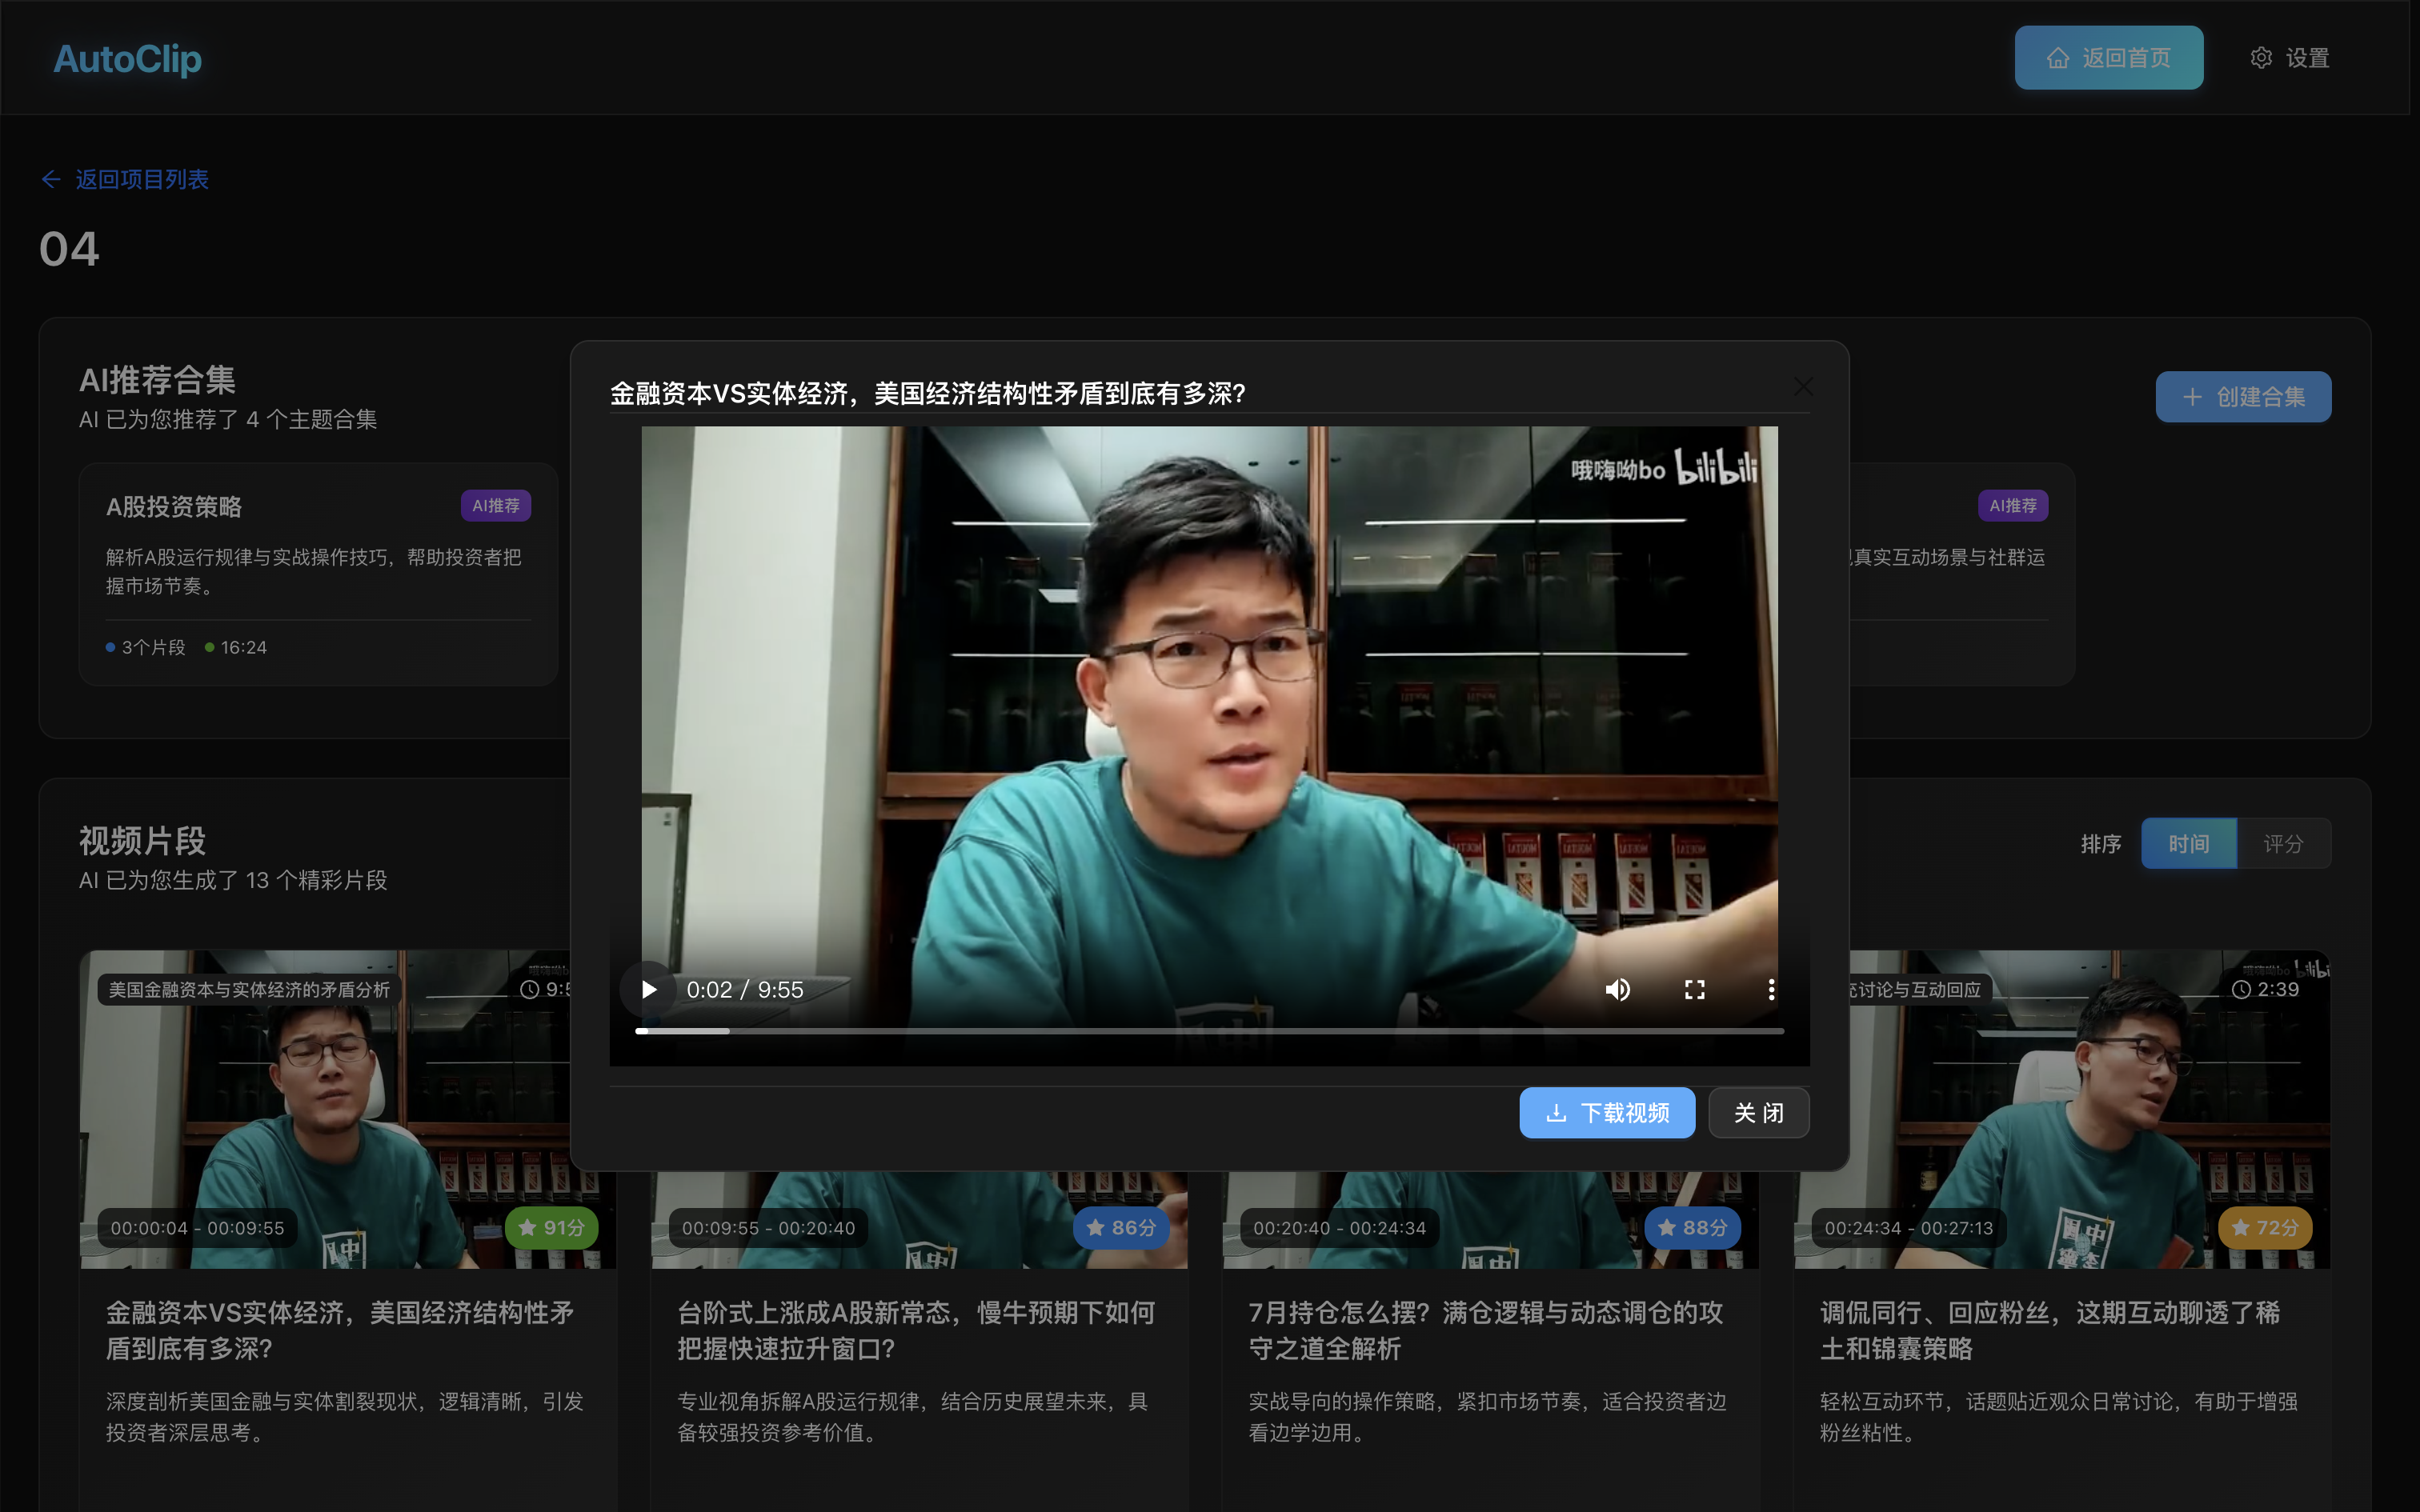 AutoClip
返回首页
设置
返回项目列表
04
AI推荐合集
AI 已为您推荐了 4 个主题合集
创建合集
A股投资策略
AI推荐
解析A股运行规律与实战操作技巧，帮助投资者把
握市场节奏。
3个片段
16:24
AI推荐
真实互动场景与社群运
金融资本VS实体经济，美国经济结构性矛盾到底有多深?
哦嗨呦bo bilibili
0:02 / 9:55
下载视频
关 闭
视频片段
AI 已为您生成了 13 个精彩片段
排序
时间
评分
美国金融资本与实体经济的矛盾分析
9:5
00:00:04 - 00:09:55
91分
金融资本VS实体经济，美国经济结构性矛
盾到底有多深?
深度剖析美国金融与实体割裂现状，逻辑清晰，引发
投资者深层思考。
00:09:55 - 00:20:40
86分
台阶式上涨成A股新常态，慢牛预期下如何
把握快速拉升窗口?
专业视角拆解A股运行规律，结合历史展望未来，具
备较强投资参考价值。
00:20:40 - 00:24:34
88分
7月持仓怎么摆？满仓逻辑与动态调仓的攻
守之道全解析
实战导向的操作策略，紧扣市场节奏，适合投资者边
看边学边用。
讨论与互动回应
2:39
00:24:34 - 00:27:13
72分
调侃同行、回应粉丝，这期互动聊透了稀
土和锦囊策略
轻松互动环节，话题贴近观众日常讨论，有助于增强
粉丝粘性。